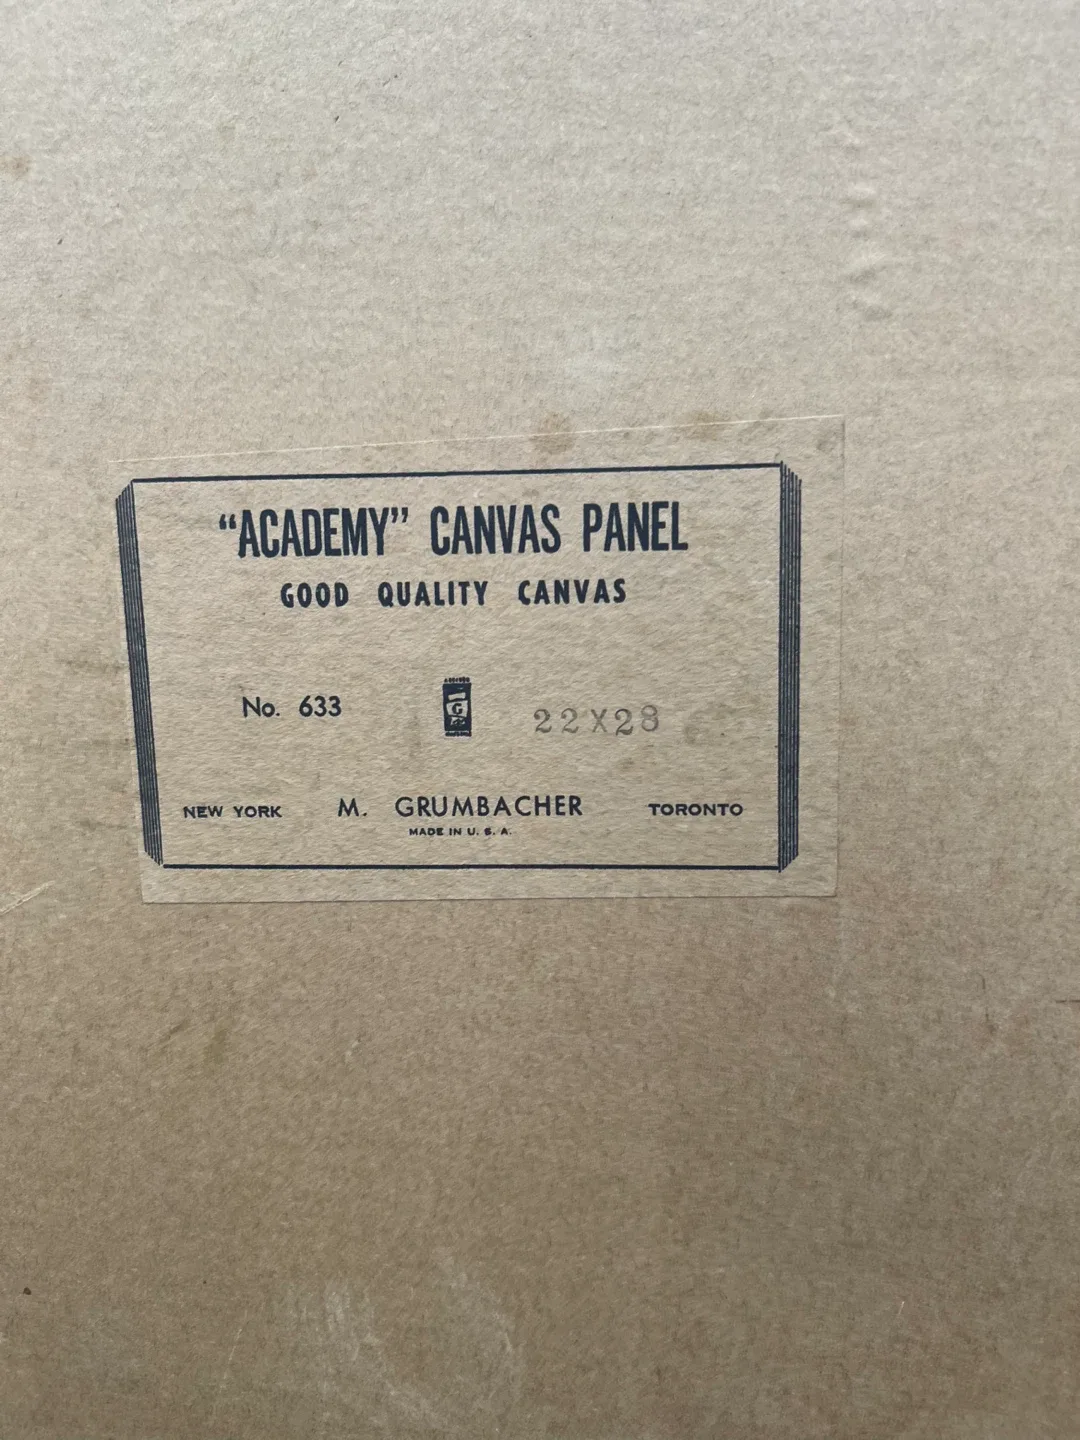 “ACADEMY” CANVAS PANEL
GOOD QUALITY CANVAS
No. 633 G 22X28
NEW YORK M. GRUMBACHER TORONTO
MADE IN U. S. A.